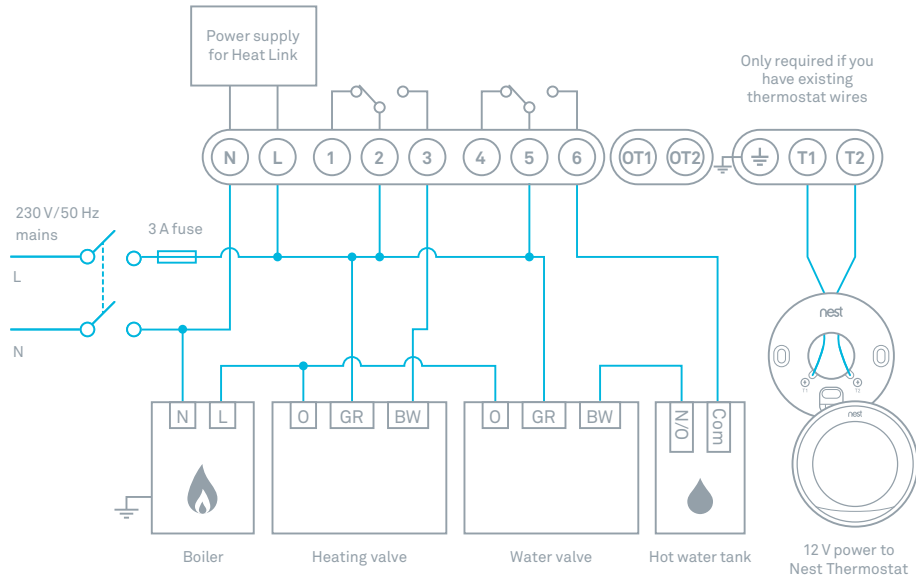 Power supply
for Heat Link
Only required if you
have existing
thermostat wires
N L 1 2 3 4 5 6 OT1 OT2 T1 T2
230 V/50 Hz
mains
3 A fuse
L
N
nest
N L O GR BW O GR BW N/O Com
nest
Boiler Heating valve Water valve Hot water tank
12 V power to
Nest Thermostat